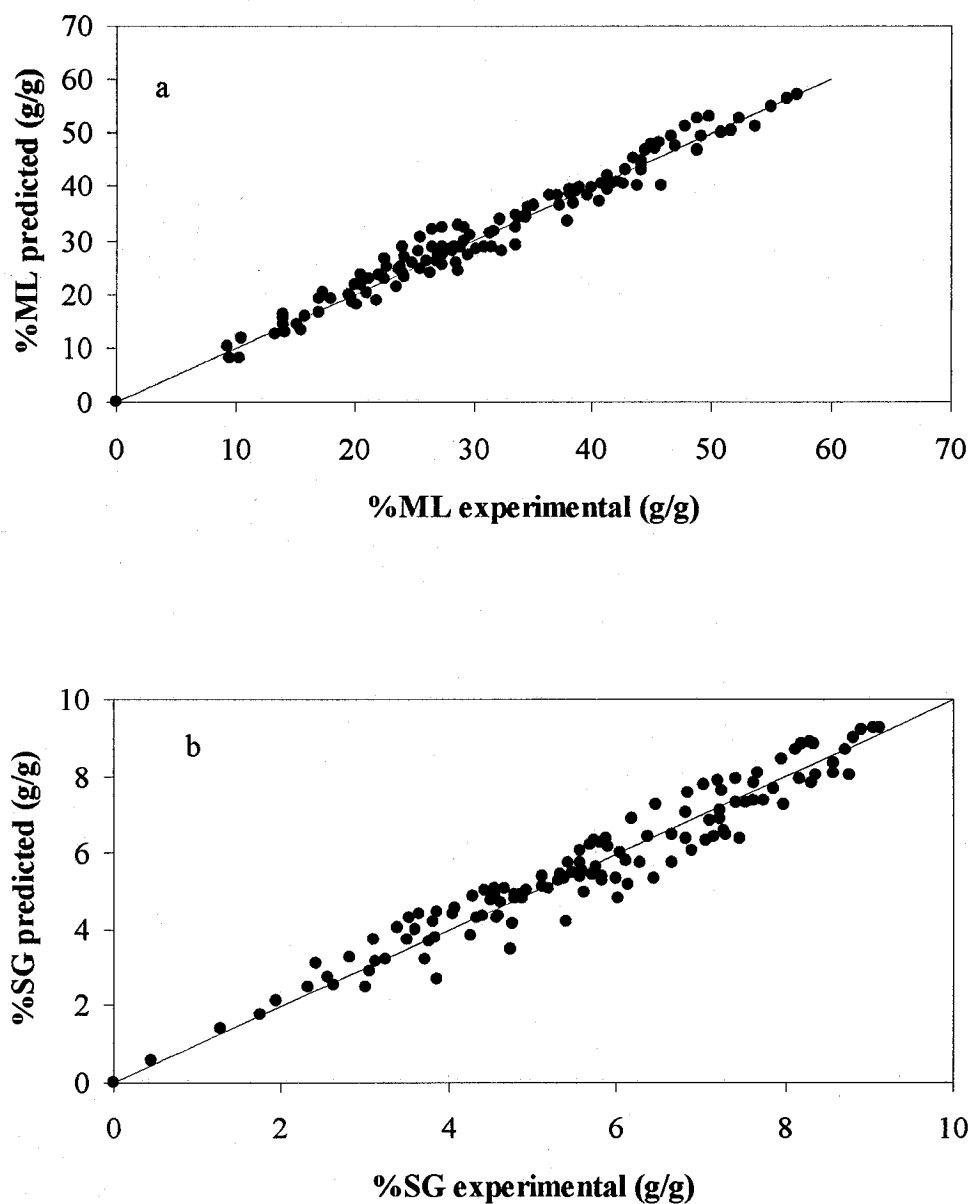 70
60
50
40
30
20
10
0
%ML predicted (g/g)
a
0 10 20 30 40 50 60 70
%ML experimental (g/g)
10
8
6
4
2
0
%SG predicted (g/g)
b
0 2 4 6 8 10
%SG experimental (g/g)